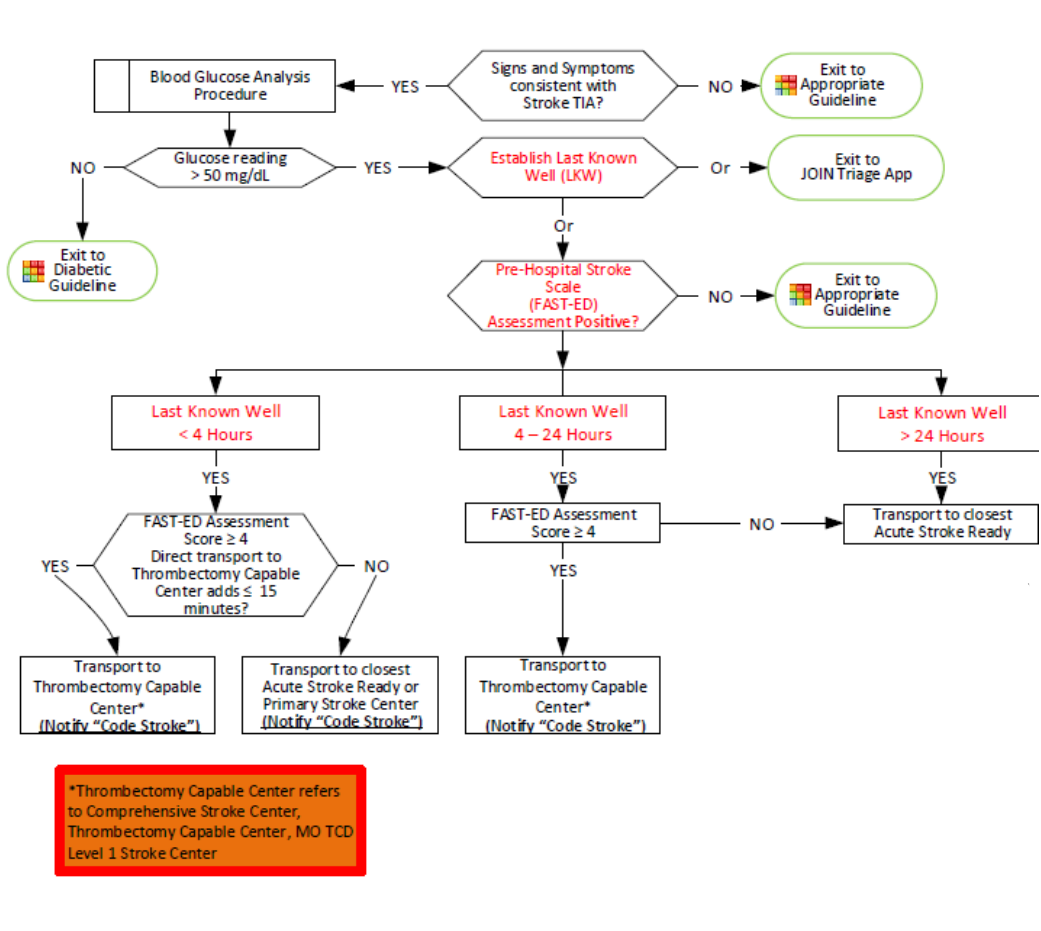 Blood Glucose Analysis
Procedure
YES
Signs and Symptoms
consistent with
Stroke TIA?
NO
Exit to
Appropriate
Guideline
NO
Glucose reading
> 50 mg/dL
YES
Establish Last Known
Well (LKW)
Or
Exit to
JOIN Triage App
Or
Exit to
Diabetic
Guideline
Pre-Hospital Stroke
Scale
(FAST-ED)
Assessment Positive?
NO
Exit to
Appropriate
Guideline
Last Known Well
< 4 Hours
Last Known Well
4 – 24 Hours
Last Known Well
> 24 Hours
YES
YES
YES
FAST-ED Assessment
Score ≥ 4
Direct transport to
Thrombectomy Capable
Center adds ≤ 15
minutes?
YES
NO
FAST-ED Assessment
Score ≥ 4
NO
Transport to closest
Acute Stroke Ready
YES
Transport to
Thrombectomy Capable
Center*
(Notify “Code Stroke”)
Transport to closest
Acute Stroke Ready or
Primary Stroke Center
(Notify “Code Stroke”)
Transport to
Thrombectomy Capable
Center*
(Notify “Code Stroke”)
*Thrombectomy Capable Center refers
to Comprehensive Stroke Center,
Thrombectomy Capable Center, MO TCD
Level 1 Stroke Center